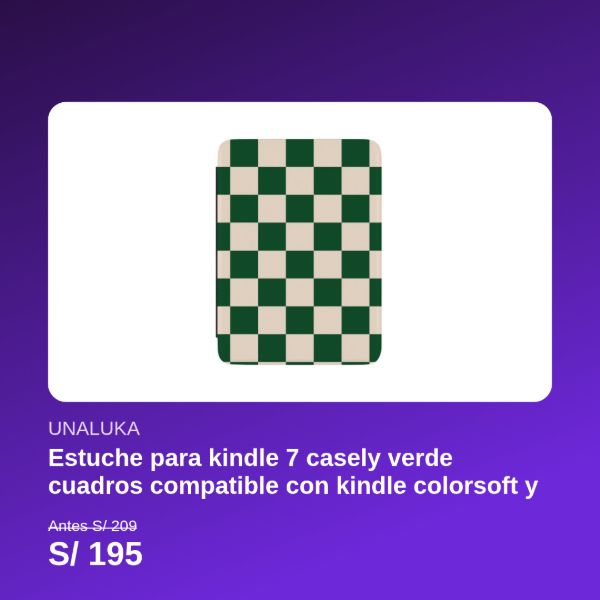 UNALUKA
Estuche para kindle 7 casely verde
cuadros compatible con kindle colorsoft y
Antes S/ 209
S/ 195